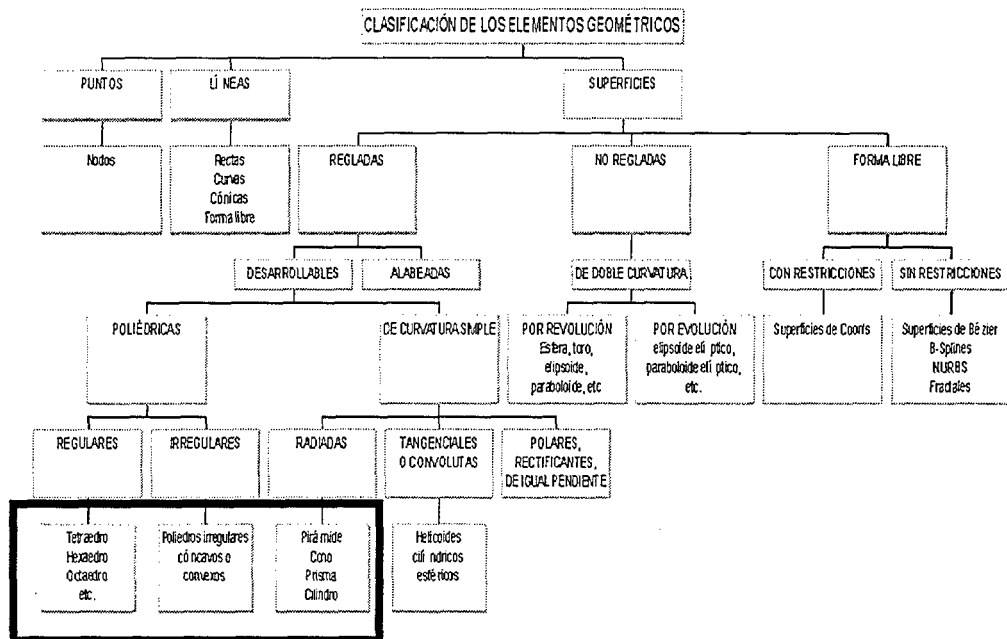 CLASIFICACIÓN DE LOS ELEMENTOS GEOMÉTRICOS
PUNTOS
LÍNEAS
SUPERFICIES
Nodos
Rectas
Curvas
Cónicas
Forma libre
REGLADAS
NO REGLADAS
FORMA LIBRE
DESARROLLABLES
ALABEADAS
DE DOBLE CURVATURA
CON RESTRICCIONES
SIN RESTRICCIONES
POLIÉDRICAS
DE CURVATURA SIMPLE
POR REVOLUCIÓN
Esfera, toro,
elipsoide,
paraboloide, etc
POR EVOLUCIÓN
elipsoide elíptico,
paraboloide elíptico,
etc.
Superficies de Coons
Superficies de Bézier
B-Splines
NURBS
Fractales
REGULARES
IRREGULARES
RADIADAS
TANGENCIALES
O CONVOLUTAS
POLARES,
RECTIFICANTES,
DE IGUAL PENDIENTE
Tetraedro
Hexaedro
Octaedro
etc.
Poliedros irregulares
cóncavos o
convexos
Pirámide
Cono
Prisma
Cilindro
Helicoides
cilíndricos
esféricos